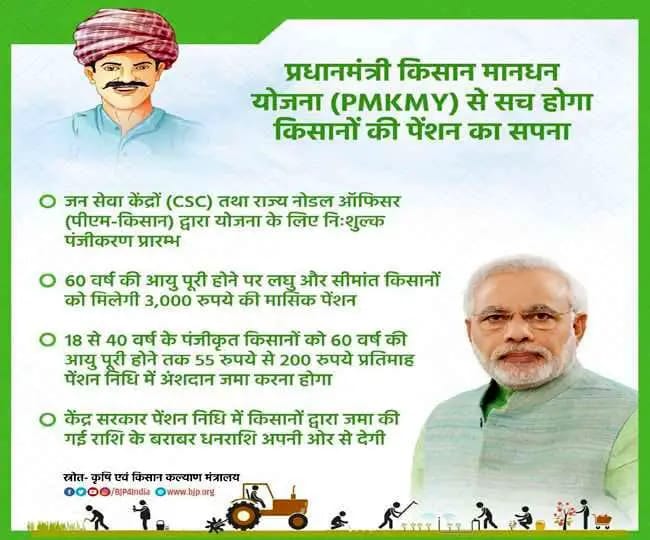 प्रधानमंत्री किसान मानधन
योजना (PMKMY) से सच होगा
किसानों की पेंशन का सपना
जन सेवा केंद्रों (CSC) तथा राज्य नोडल ऑफिसर
(पीएम-किसान) द्वारा योजना के लिए निःशुल्क
पंजीकरण प्रारम्भ
60 वर्ष की आयु पूरी होने पर लघु और सीमांत किसानों
को मिलेगी 3,000 रुपये की मासिक पेंशन
18 से 40 वर्ष के पंजीकृत किसानों को 60 वर्ष की
आयु पूरी होने तक 55 रुपये से 200 रुपये प्रतिमाह
पेंशन निधि में अंशदान जमा करना होगा
केंद्र सरकार पेंशन निधि में किसानों द्वारा जमा की
गई राशि के बराबर धनराशि अपनी ओर से देगी
स्रोत- कृषि एवं किसान कल्याण मंत्रालय
/BJP4India www.bjp.org